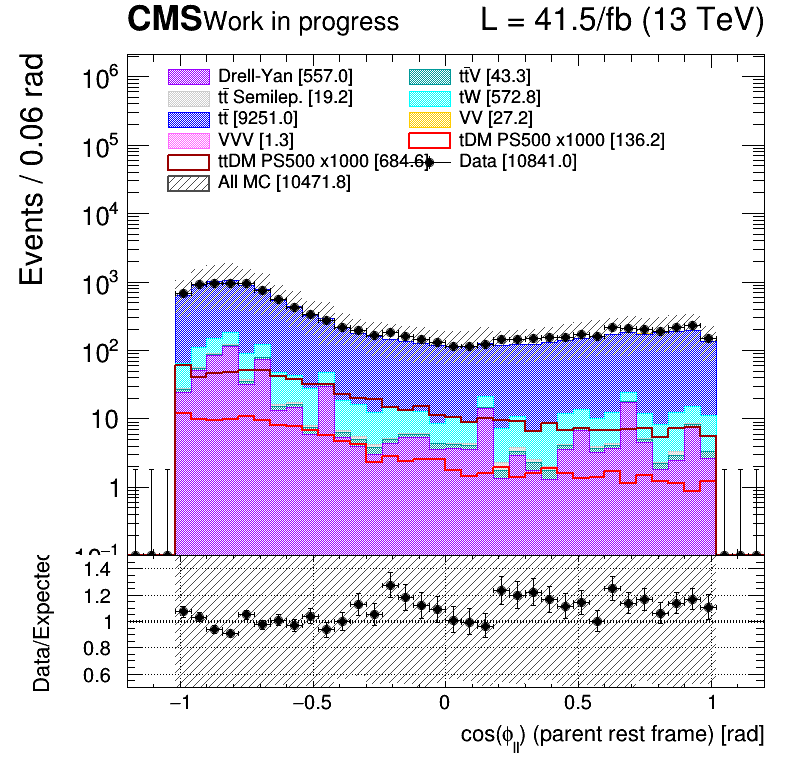 CMS Work in progress L = 41.5/fb (13 TeV)
Events / 0.06 rad
Drell-Yan [557.0] tt̄V [43.3]
tt̄ Semilep. [19.2] tW [572.8]
tt̄ [9251.0] VV [27.2]
VVV [1.3] tDM PS500 x1000 [136.2]
ttDM PS500 x1000 [684.6] Data [10841.0]
All MC [10471.8]
10⁶
10⁵
10⁴
10³
10²
10
1
10⁻¹
Data/Expected
1.4
1.2
1
0.8
0.6
−1 −0.5 0 0.5 1
cos(ϕ_ll) (parent rest frame) [rad]